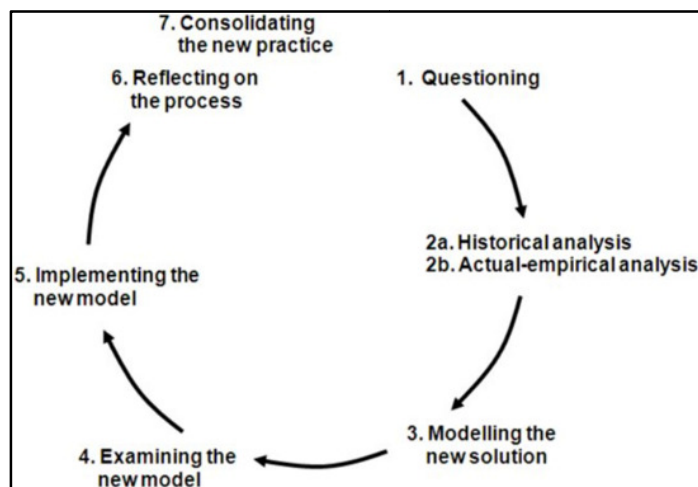 7. Consolidating
the new practice
6. Reflecting on
the process
1. Questioning
2a. Historical analysis
2b. Actual-empirical analysis
5. Implementing the
new model
3. Modelling the
new solution
4. Examining the
new model